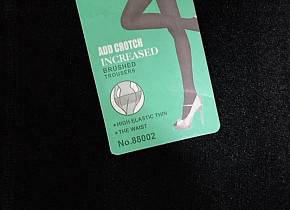 ADD CROTCH
INCREASED
BRUSHED
TROUSERS
• HIGH ELASTIC THIN
• THE WAIST
No.88002